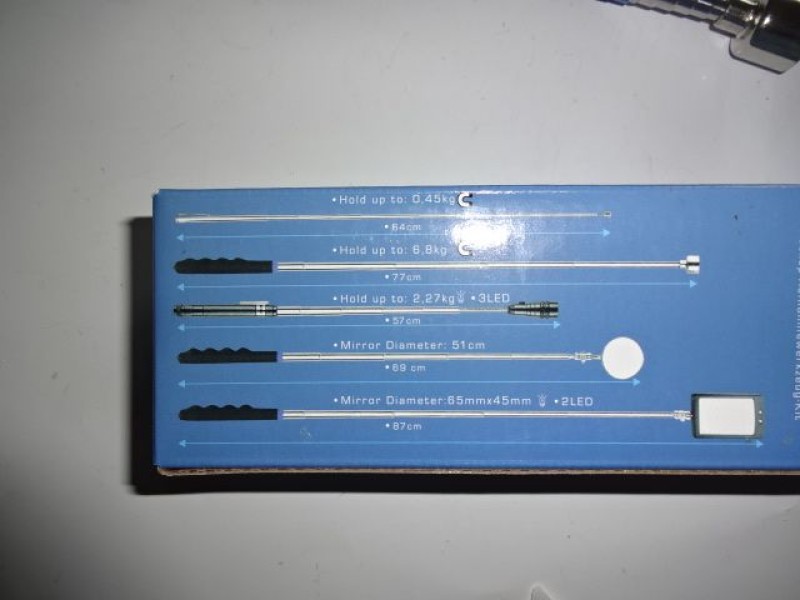 •Hold up to: 0,45kg
•64cm
•Hold up to: 6,8kg
•77cm
•Hold up to: 2,27kg •3LED
•57cm
•Mirror Diameter: 51cm
•69 cm
•Mirror Diameter:65mmx45mm •2LED
•87cm